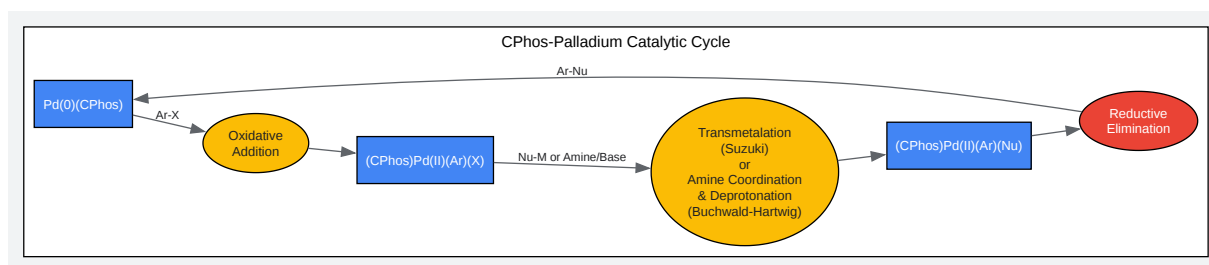 CPhos-Palladium Catalytic Cycle
Ar-Nu
Pd(0)(CPhos)
Ar-X
Oxidative
Addition
(CPhos)Pd(II)(Ar)(X)
Nu-M or Amine/Base
Transmetalation
(Suzuki)
or
Amine Coordination
& Deprotonation
(Buchwald-Hartwig)
(CPhos)Pd(II)(Ar)(Nu)
Reductive
Elimination